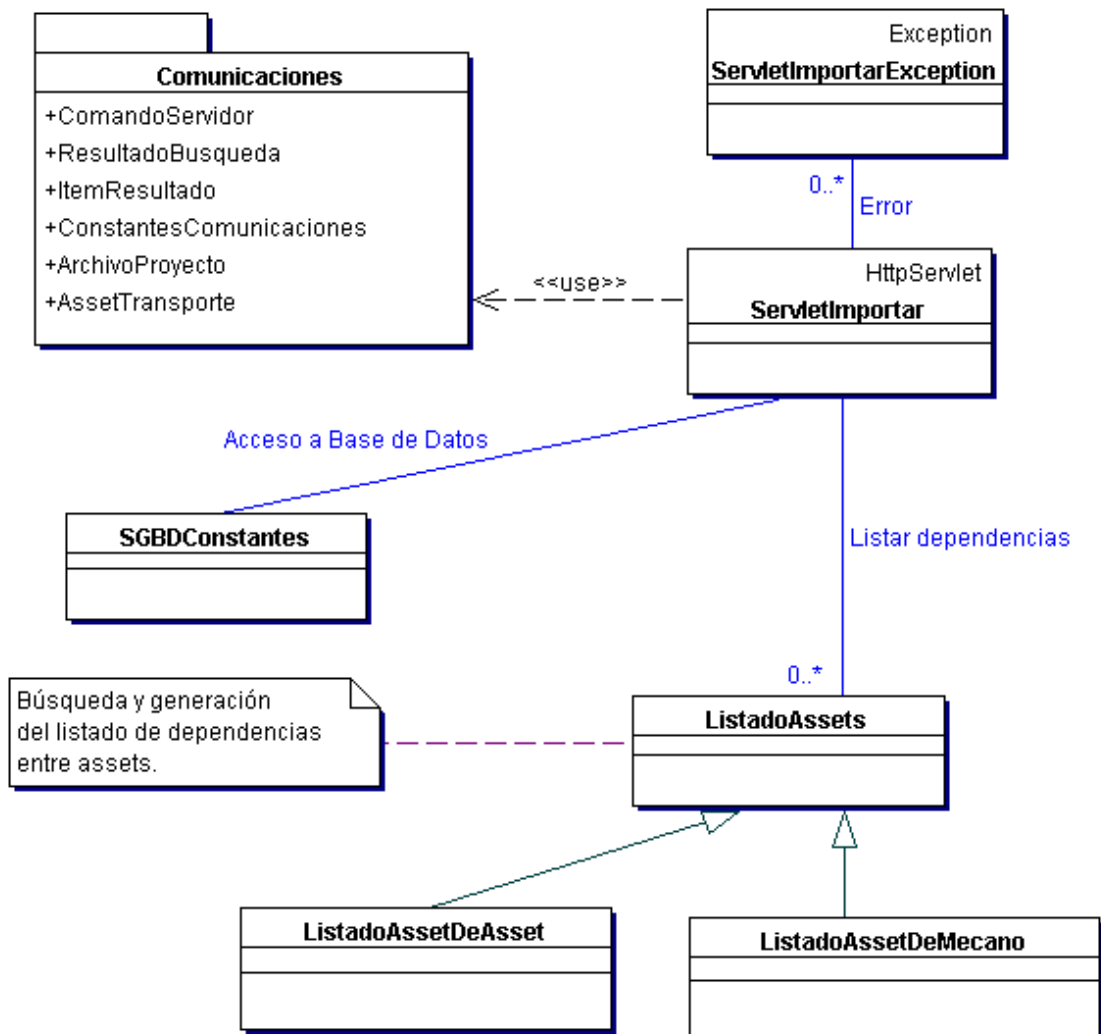 Comunicaciones
+ComandoServidor
+ResultadoBusqueda
+ItemResultado
+ConstantesComunicaciones
+ArchivoProyecto
+AssetTransporte
Exception
ServletImportarException
0..*
Error
<<use>>
HttpServlet
ServletImportar
Acceso a Base de Datos
SGBDConstantes
Listar dependencias
0..*
Búsqueda y generación
del listado de dependencias
entre assets.
ListadoAssets
ListadoAssetDeAsset
ListadoAssetDeMecano